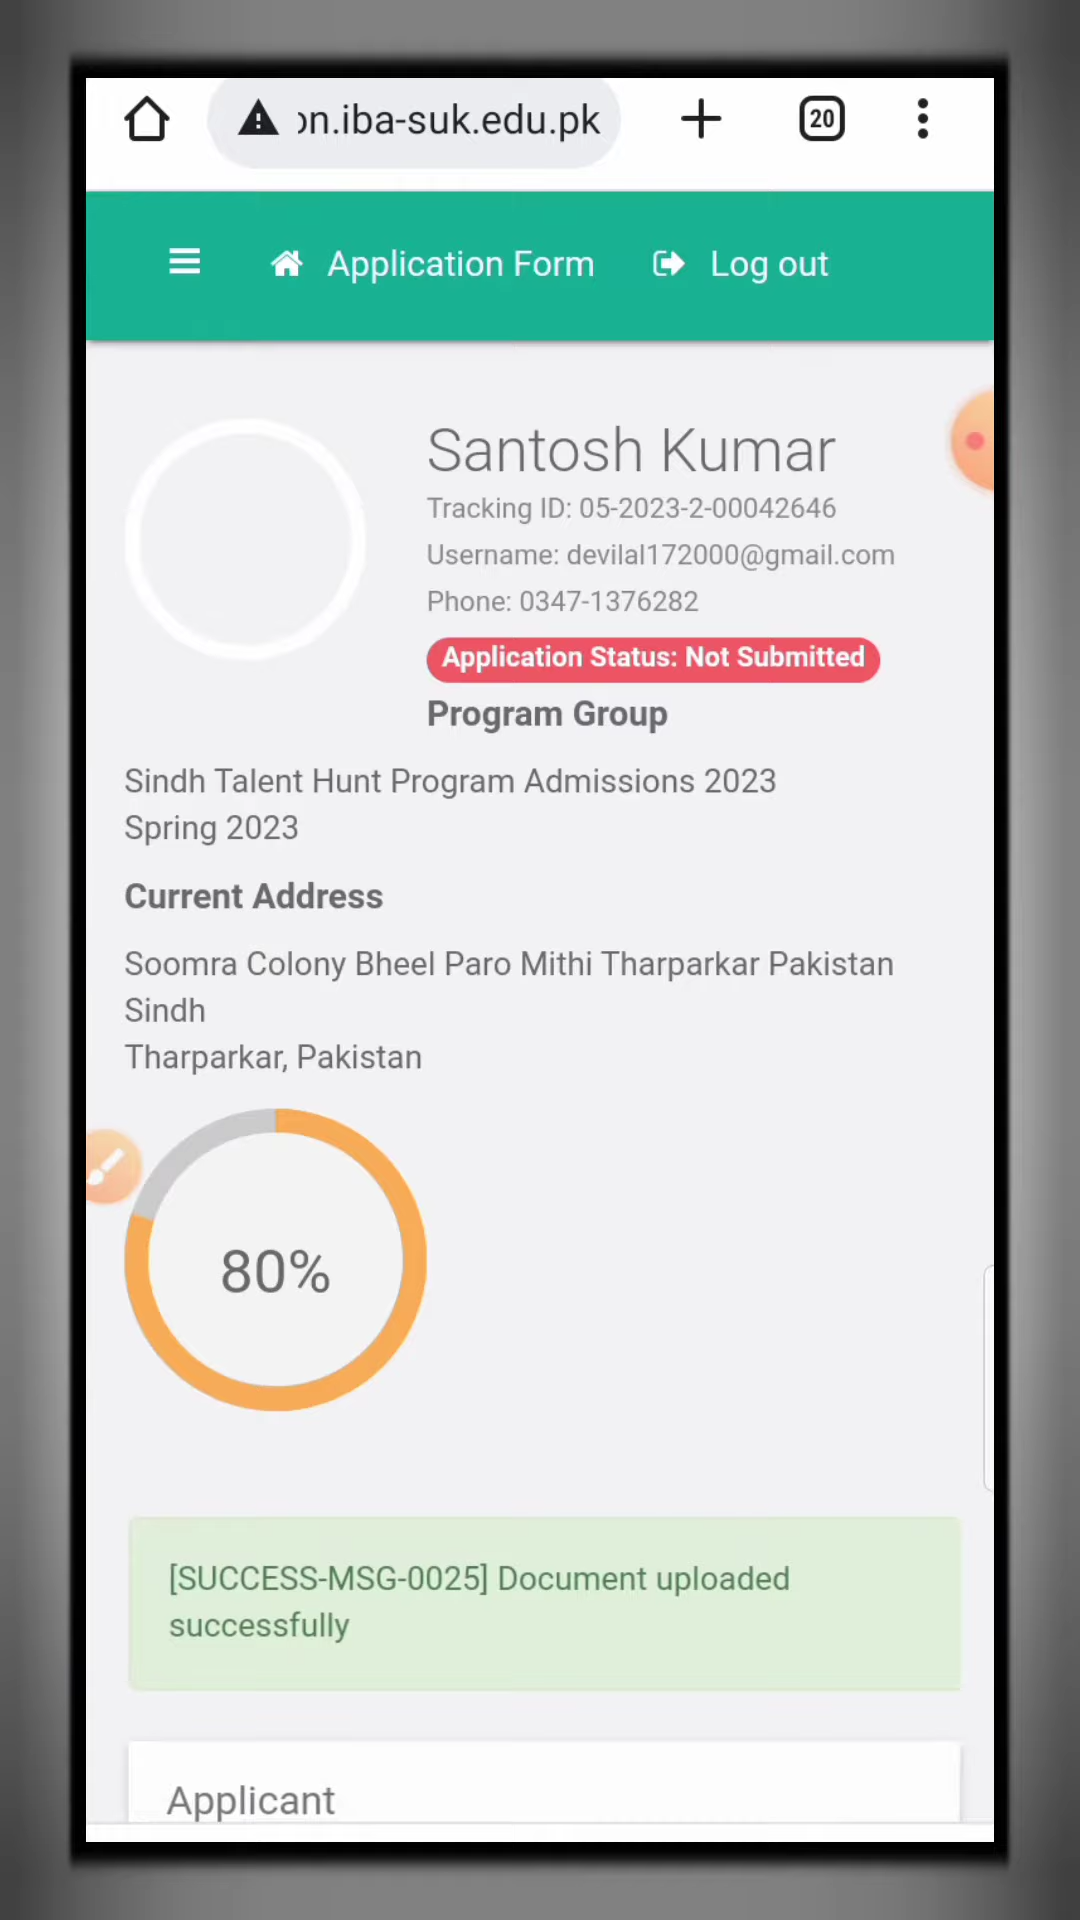 on.iba-suk.edu.pk
20
Application Form
Log out
Santosh Kumar
Tracking ID: 05-2023-2-00042646
Username: devilal172000@gmail.com
Phone: 0347-1376282
Application Status: Not Submitted
Program Group
Sindh Talent Hunt Program Admissions 2023
Spring 2023
Current Address
Soomra Colony Bheel Paro Mithi Tharparkar Pakistan
Sindh
Tharparkar, Pakistan
80%
[SUCCESS-MSG-0025] Document uploaded
successfully
Applicant